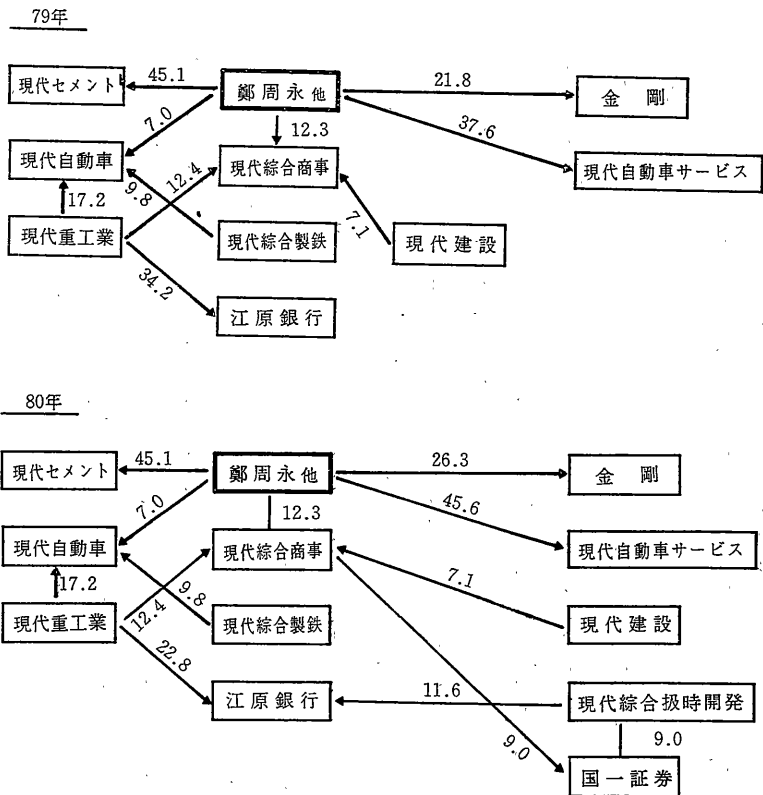 79年
現代セメント
45.1
鄭周永他
21.8
金剛
7.0
12.3
37.6
現代自動車
12.4
現代綜合商事
現代自動車サービス
17.2
9.8
7.1
現代重工業
現代綜合製鉄
現代建設
34.2
江原銀行
80年
現代セメント
45.1
鄭周永他
26.3
金剛
7.0
12.3
45.6
現代自動車
現代綜合商事
現代自動車サービス
17.2
9.8
7.1
現代重工業
12.4
現代綜合製鉄
現代建設
22.8
江原銀行
11.6
現代綜合扱時開発
9.0
9.0
国一証券